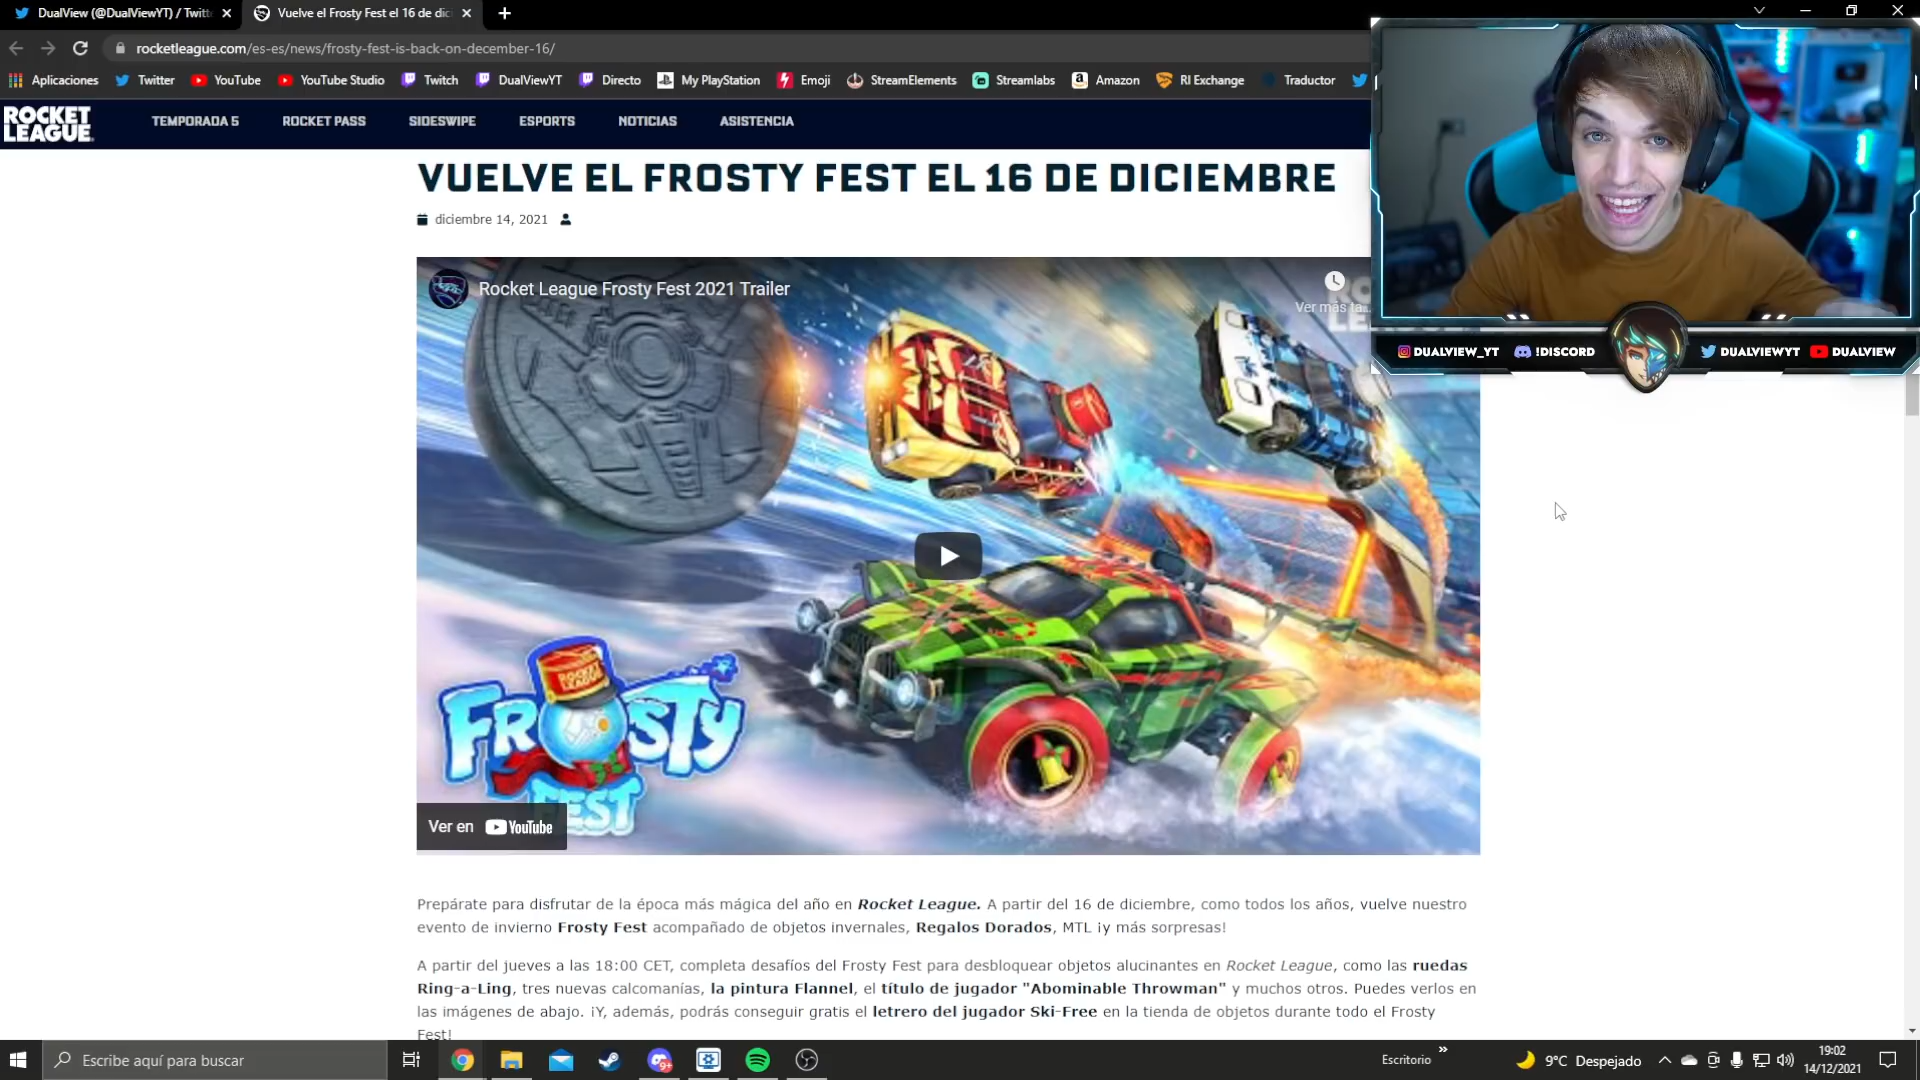 DualView (@DualViewYT) / Twitt
Vuelve el Frosty Fest el 16 de dic
rocketleague.com/es-es/news/frosty-fest-is-back-on-december-16/
Aplicaciones Twitter YouTube YouTube Studio Twitch DualViewYT Directo My PlayStation Emoji StreamElements Streamlabs Amazon RI Exchange Traductor
ROCKET
LEAGUE.
TEMPORADA 5 ROCKET PASS SIDESWIPE ESPORTS NOTICIAS ASISTENCIA
VUELVE EL FROSTY FEST EL 16 DE DICIEMBRE
diciembre 14, 2021
Rocket League Frosty Fest 2021 Trailer
Ver más ta
DUALVIEW_YT !DISCORD DUALVIEWYT DUALVIEW
ROCKET
LEAGUE
FROSTY
FEST
Ver en YouTube
Prepárate para disfrutar de la época más mágica del año en Rocket League. A partir del 16 de diciembre, como todos los años, vuelve nuestro
evento de invierno Frosty Fest acompañado de objetos invernales, Regalos Dorados, MTL ¡y más sorpresas!
A partir del jueves a las 18:00 CET, completa desafíos del Frosty Fest para desbloquear objetos alucinantes en Rocket League, como las ruedas
Ring-a-Ling, tres nuevas calcomanías, la pintura Flannel, el título de jugador "Abominable Throwman" y muchos otros. Puedes verlos en
las imágenes de abajo. ¡Y, además, podrás conseguir gratis el letrero del jugador Ski-Free en la tienda de objetos durante todo el Frosty
Fest!
Escribe aquí para buscar
9+
Escritorio
9°C Despejado
19:02
14/12/2021